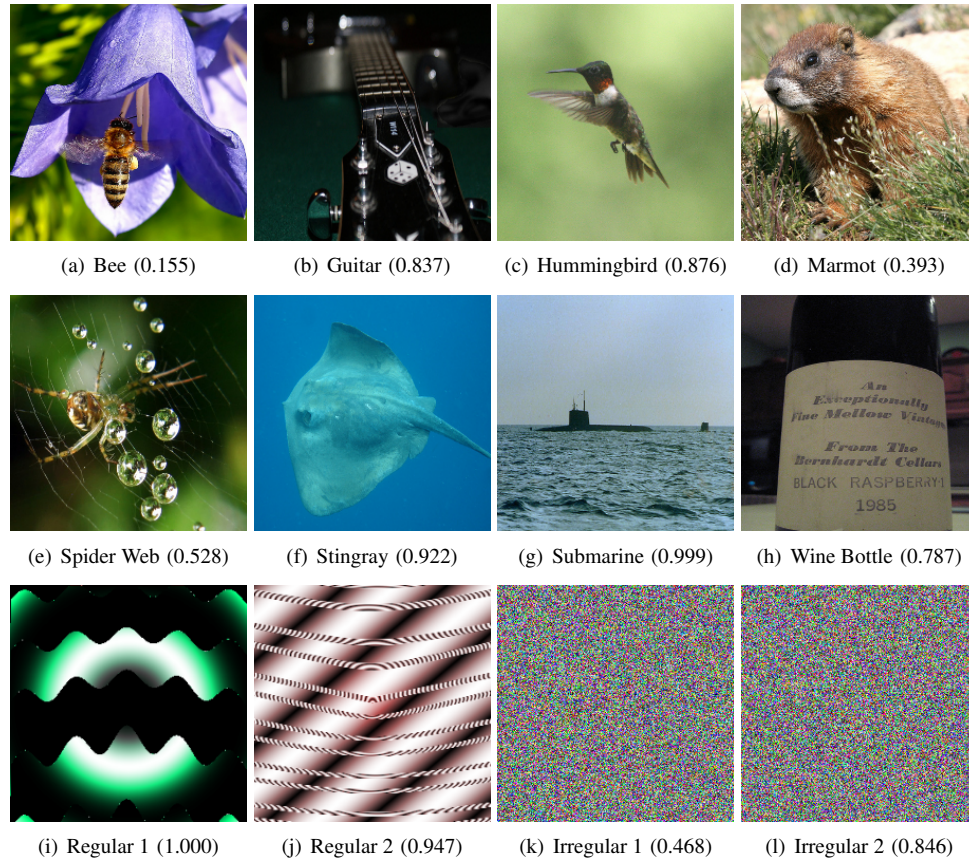 (a) Bee (0.155)
(b) Guitar (0.837)
(c) Hummingbird (0.876)
(d) Marmot (0.393)
An
Exceptionally
Fine Mellow Vintage
From The
Bernhardt Cellars
BLACK RASPBERRY-1
1985
(e) Spider Web (0.528)
(f) Stingray (0.922)
(g) Submarine (0.999)
(h) Wine Bottle (0.787)
(i) Regular 1 (1.000)
(j) Regular 2 (0.947)
(k) Irregular 1 (0.468)
(l) Irregular 2 (0.846)